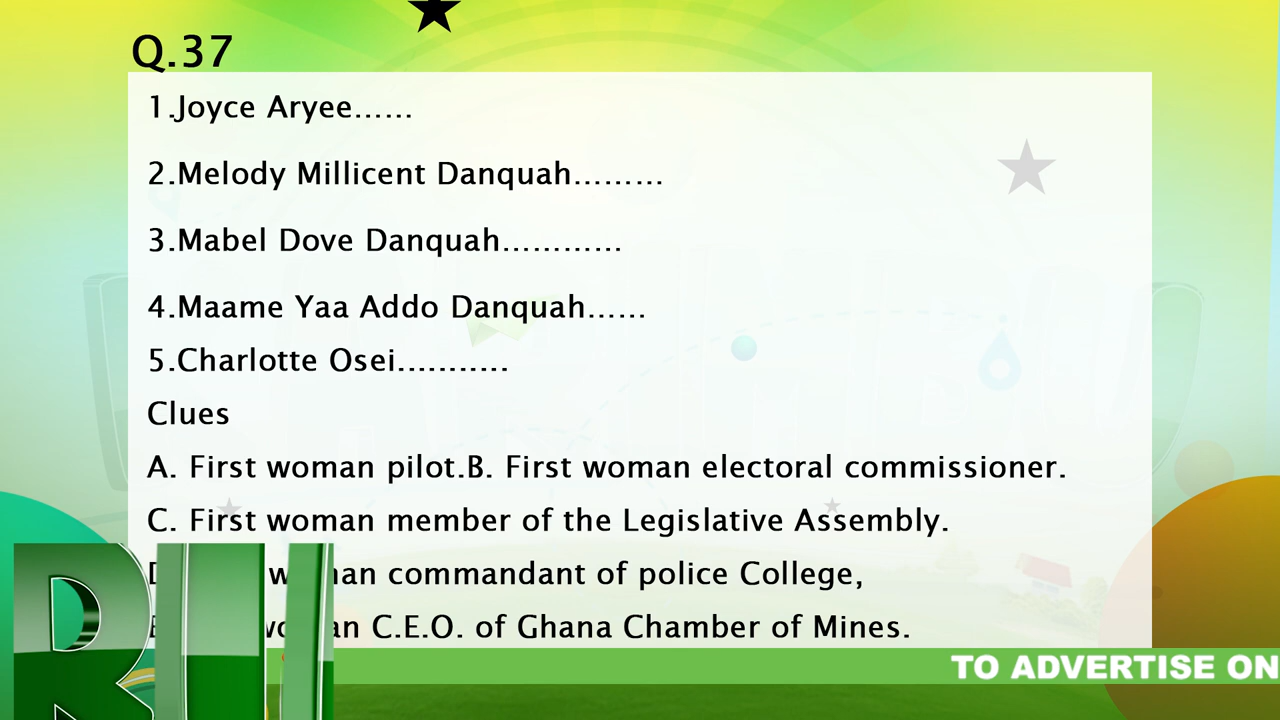 Q.37
1.Joyce Aryee......
2.Melody Millicent Danquah.........
3.Mabel Dove Danquah............
4.Maame Yaa Addo Danquah......
5.Charlotte Osei...........
Clues
A. First woman pilot.B. First woman electoral commissioner.
C. First woman member of the Legislative Assembly.
commandant of police College,
C.E.O. of Ghana Chamber of Mines.
TO ADVERTISE ON